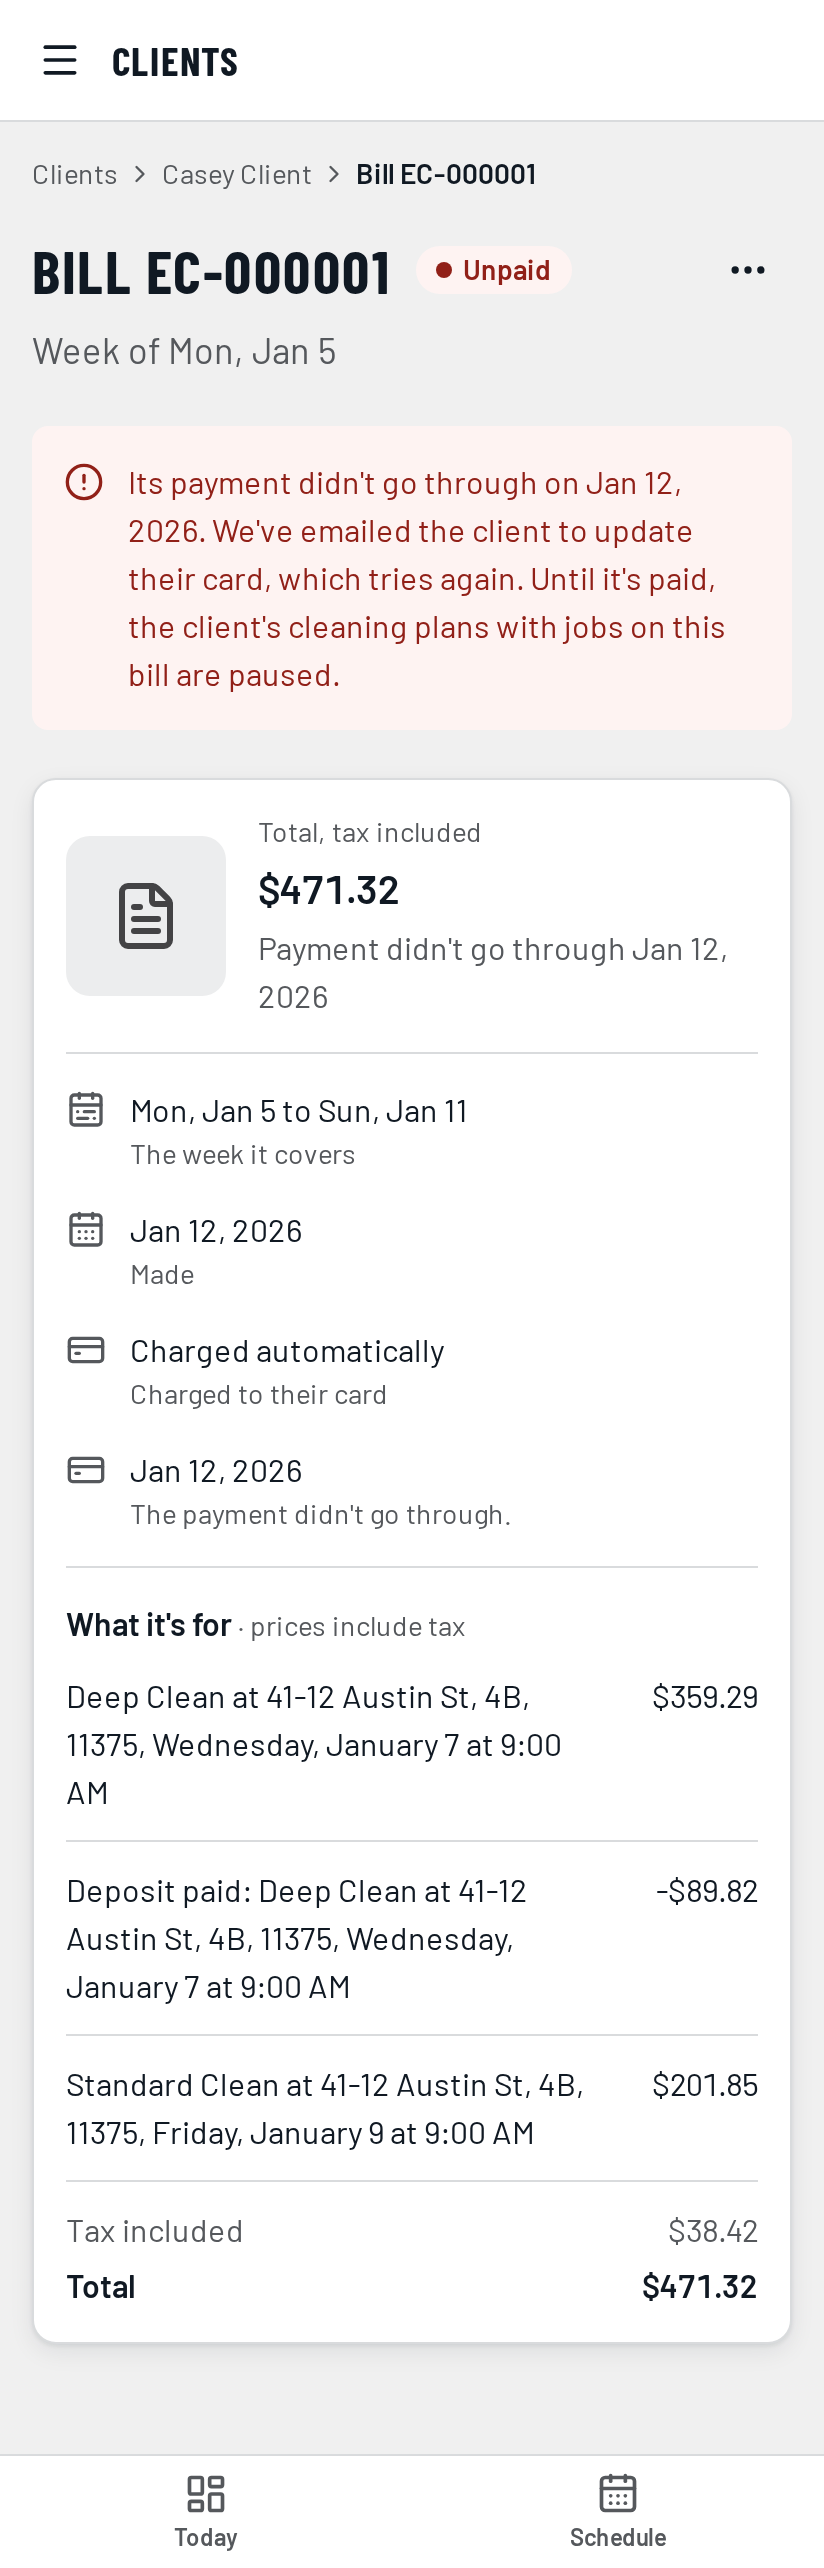 CLIENTS
Clients > Casey Client > Bill EC-000001
BILL EC-000001
Unpaid
Week of Mon, Jan 5
Its payment didn't go through on Jan 12,
2026. We've emailed the client to update
their card, which tries again. Until it's paid,
the client's cleaning plans with jobs on this
bill are paused.
Total, tax included
$471.32
Payment didn't go through Jan 12,
2026
Mon, Jan 5 to Sun, Jan 11
The week it covers
Jan 12, 2026
Made
Charged automatically
Charged to their card
Jan 12, 2026
The payment didn't go through.
What it's for · prices include tax
Deep Clean at 41-12 Austin St, 4B, $359.29
11375, Wednesday, January 7 at 9:00
AM
Deposit paid: Deep Clean at 41-12 -$89.82
Austin St, 4B, 11375, Wednesday,
January 7 at 9:00 AM
Standard Clean at 41-12 Austin St, 4B, $201.85
11375, Friday, January 9 at 9:00 AM
Tax included $38.42
Total $471.32
Today Schedule